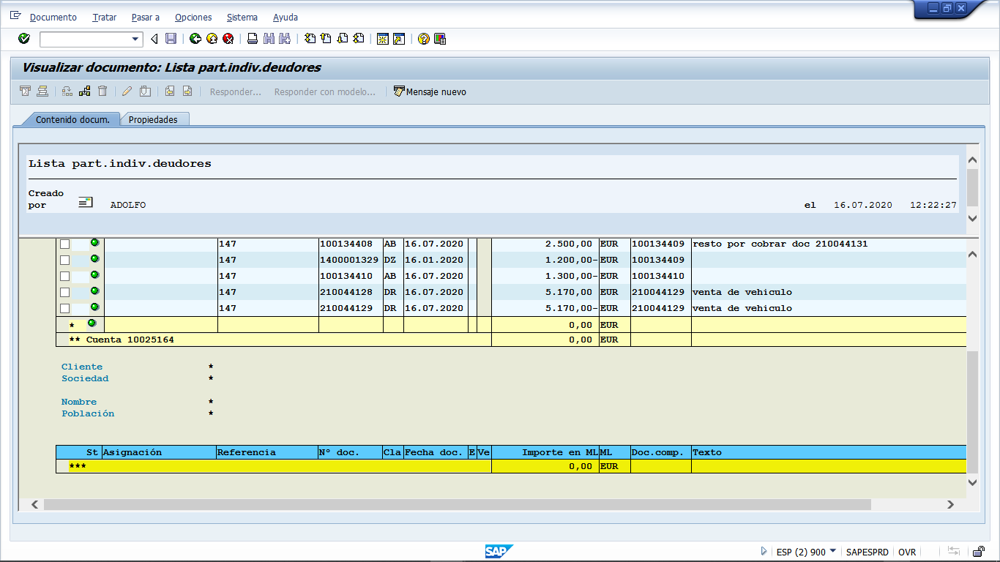 Documento Tratar Pasar a Opciones Sistema Ayuda
Visualizar documento: Lista part.indiv.deudores
Responder... Responder con modelo... Mensaje nuevo
Contenido docum. Propiedades
Lista part.indiv.deudores
Creado
por ADOLFO el 16.07.2020 12:22:27
147 100134408 AB 16.07.2020 2.500,00 EUR 100134409 resto por cobrar doc 210044131
147 1400001329 DZ 16.01.2020 1.200,00- EUR 100134409
147 100134410 AB 16.07.2020 1.300,00- EUR 100134410
147 210044128 DR 16.07.2020 5.170,00 EUR 210044129 venta de vehiculo
147 210044129 DR 16.07.2020 5.170,00- EUR 210044129 venta de vehiculo
* 0,00 EUR
** Cuenta 10025164 0,00 EUR
Cliente *
Sociedad *
Nombre *
Población *
St Asignación Referencia Nº doc. Cla Fecha doc. E Ve Importe en ML ML Doc.comp. Texto
*** 0,00 EUR
SAP ESP (2) 900 SAPESPRD OVR